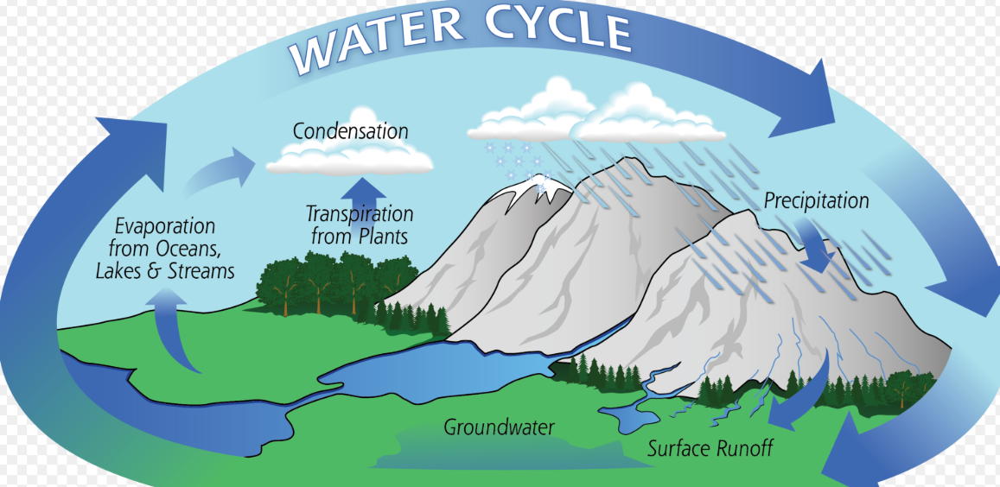 WATER CYCLE
Condensation
Precipitation
Transpiration
from Plants
Evaporation
from Oceans,
Lakes & Streams
Groundwater
Surface Runoff